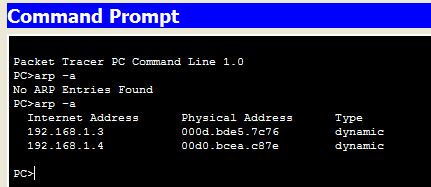 Command Prompt
Packet Tracer PC Command Line 1.0
PC>arp -a
No ARP Entries Found
PC>arp -a
Internet Address Physical Address Type
192.168.1.3 000d.bde5.7c76 dynamic
192.168.1.4 00d0.bcea.c87e dynamic
PC>